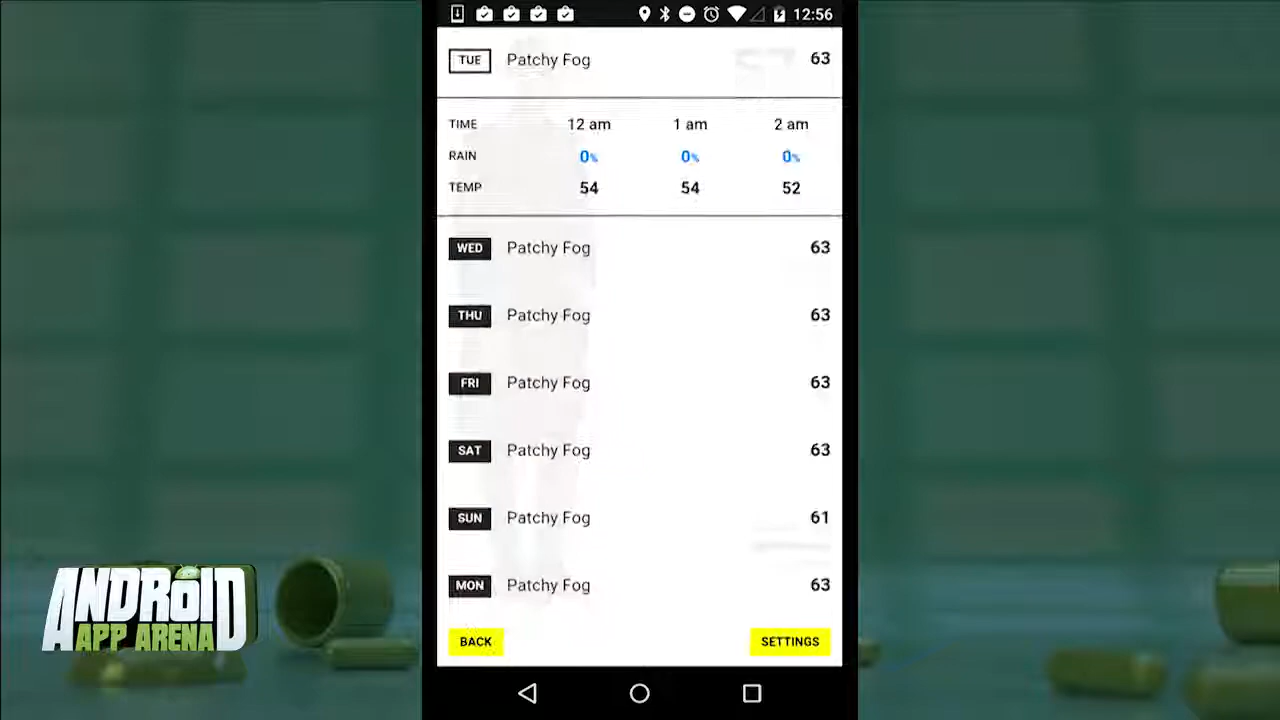 12:56
TUE Patchy Fog 63
TIME 12 am 1 am 2 am
RAIN 0% 0% 0%
TEMP 54 54 52
WED Patchy Fog 63
THU Patchy Fog 63
FRI Patchy Fog 63
SAT Patchy Fog 63
SUN Patchy Fog 61
MON Patchy Fog 63
BACK SETTINGS
ANDROID
APP ARENA